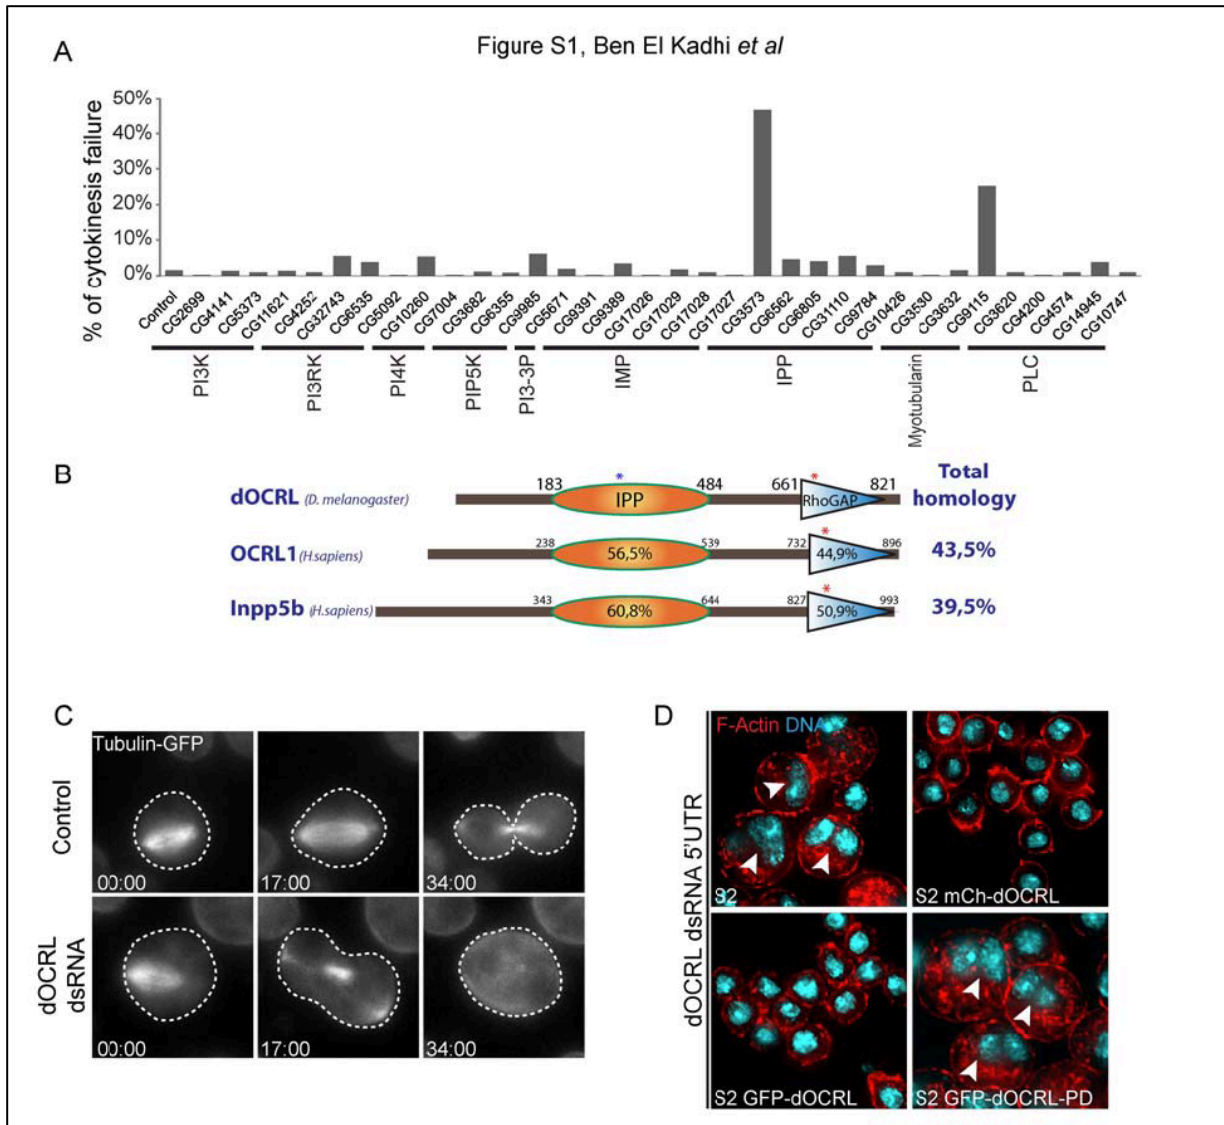 Figure S1, Ben El Kadhi et al
A
% of cytokinesis failure
50%
40%
30%
20%
10%
0%
Control
CG2699
CG4141
CG5373
CG11621
CG4252
CG32743
CG6535
CG5092
CG10260
CG7004
CG3682
CG6355
CG9985
CG5671
CG9391
CG9389
CG17026
CG17029
CG17028
CG17027
CG3573
CG6562
CG6805
CG31110
CG9784
CG10426
CG3530
CG3632
CG9115
CG3620
CG4200
CG4574
CG14945
CG10747
PI3K
PI3RK
PI4K
PIP5K
PI3-3P
IMP
IPP
Myotubularin
PLC
B
Total
homology
dOCRL (D. melanogaster) 183 * IPP 484 661 * RhoGAP 821
OCRL1 (H.sapiens) 238 56,5% 539 732 * 44,9% 896 43,5%
Inpp5b (H.sapiens) 343 60,8% 644 827 * 50,9% 993 39,5%
C
Control
Tubulin-GFP
00:00
17:00
34:00
dOCRL
dsRNA
00:00
17:00
34:00
D
dOCRL dsRNA 5'UTR
F-Actin DNA
S2
S2 mCh-dOCRL
S2 GFP-dOCRL
S2 GFP-dOCRL-PD